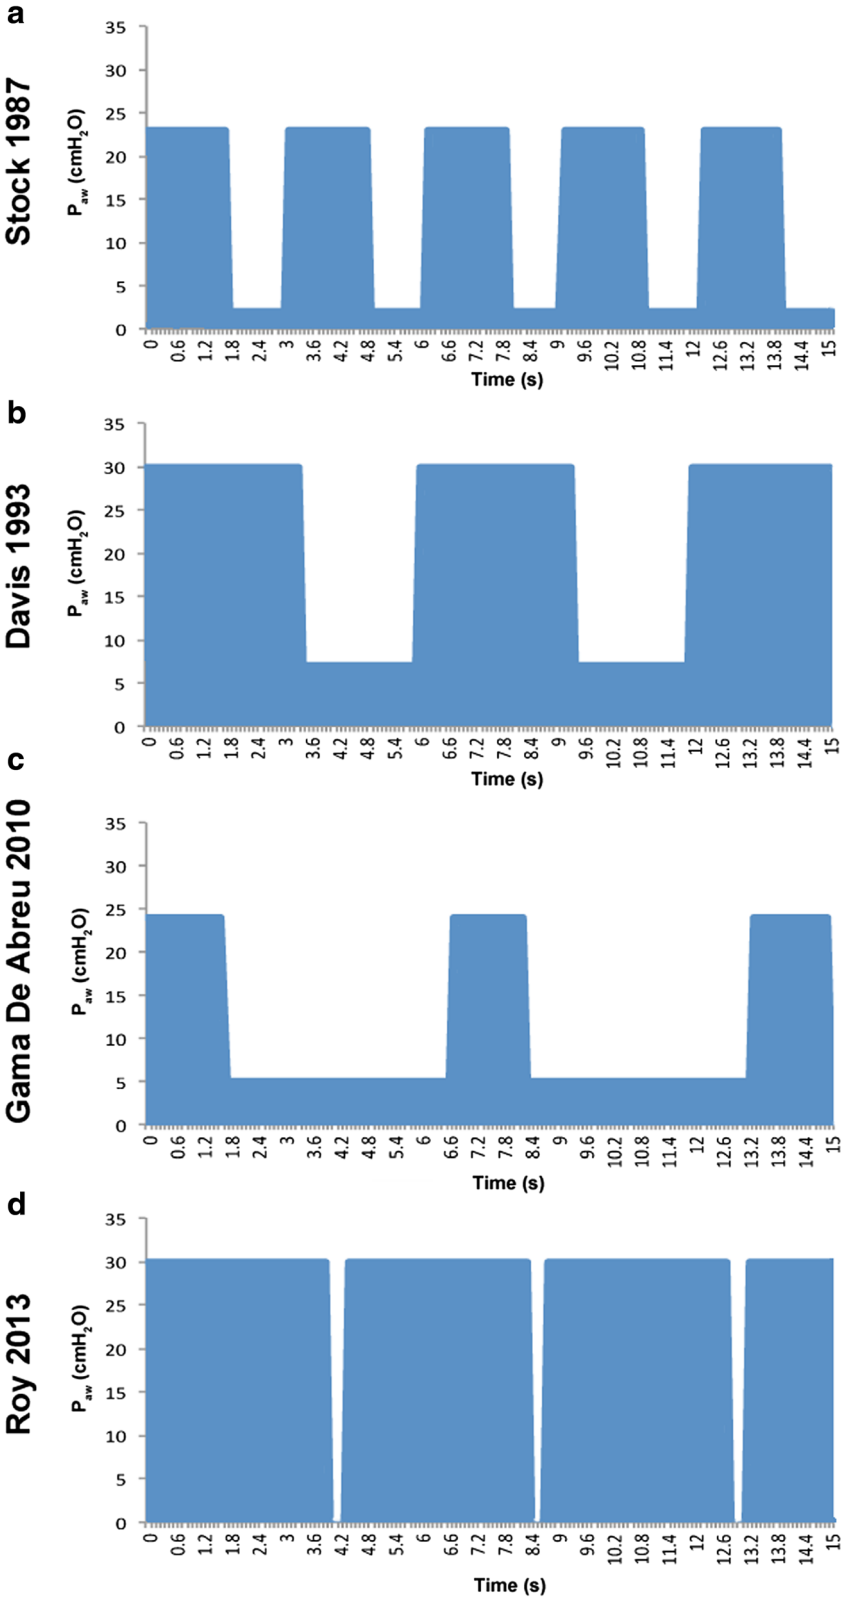 a
Stock 1987
Paw (cmH2O)
35
30
25
20
15
10
5
0
0 0.6 1.2 1.8 2.4 3 3.6 4.2 4.8 5.4 6 6.6 7.2 7.8 8.4 9 9.6 10.2 10.8 11.4 12 12.6 13.2 13.8 14.4 15
Time (s)
b
Davis 1993
Paw (cmH2O)
35
30
25
20
15
10
5
0
0 0.6 1.2 1.8 2.4 3 3.6 4.2 4.8 5.4 6 6.6 7.2 7.8 8.4 9 9.6 10.2 10.8 11.4 12 12.6 13.2 13.8 14.4 15
Time (s)
c
Gama De Abreu 2010
Paw (cmH2O)
35
30
25
20
15
10
5
0
0 0.6 1.2 1.8 2.4 3 3.6 4.2 4.8 5.4 6 6.6 7.2 7.8 8.4 9 9.6 10.2 10.8 11.4 12 12.6 13.2 13.8 14.4 15
Time (s)
d
Roy 2013
Paw (cmH2O)
35
30
25
20
15
10
5
0
0 0.6 1.2 1.8 2.4 3 3.6 4.2 4.8 5.4 6 6.6 7.2 7.8 8.4 9 9.6 10.2 10.8 11.4 12 12.6 13.2 13.8 14.4 15
Time (s)